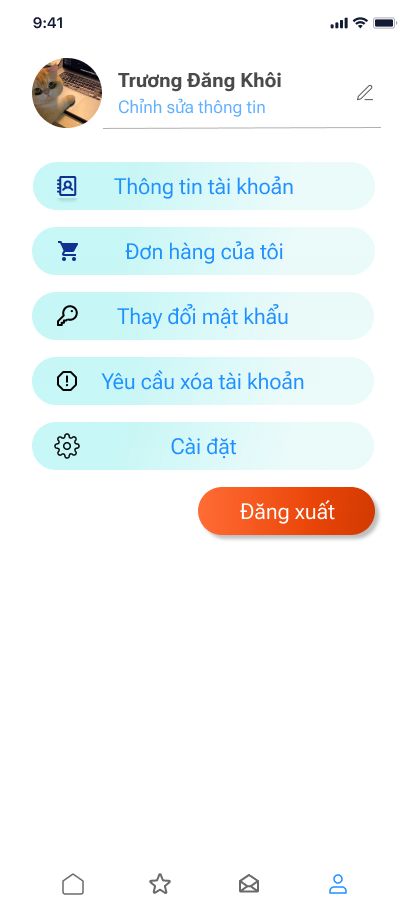 9:41
Trương Đăng Khôi
Chỉnh sửa thông tin
Thông tin tài khoản
Đơn hàng của tôi
Thay đổi mật khẩu
Yêu cầu xóa tài khoản
Cài đặt
Đăng xuất